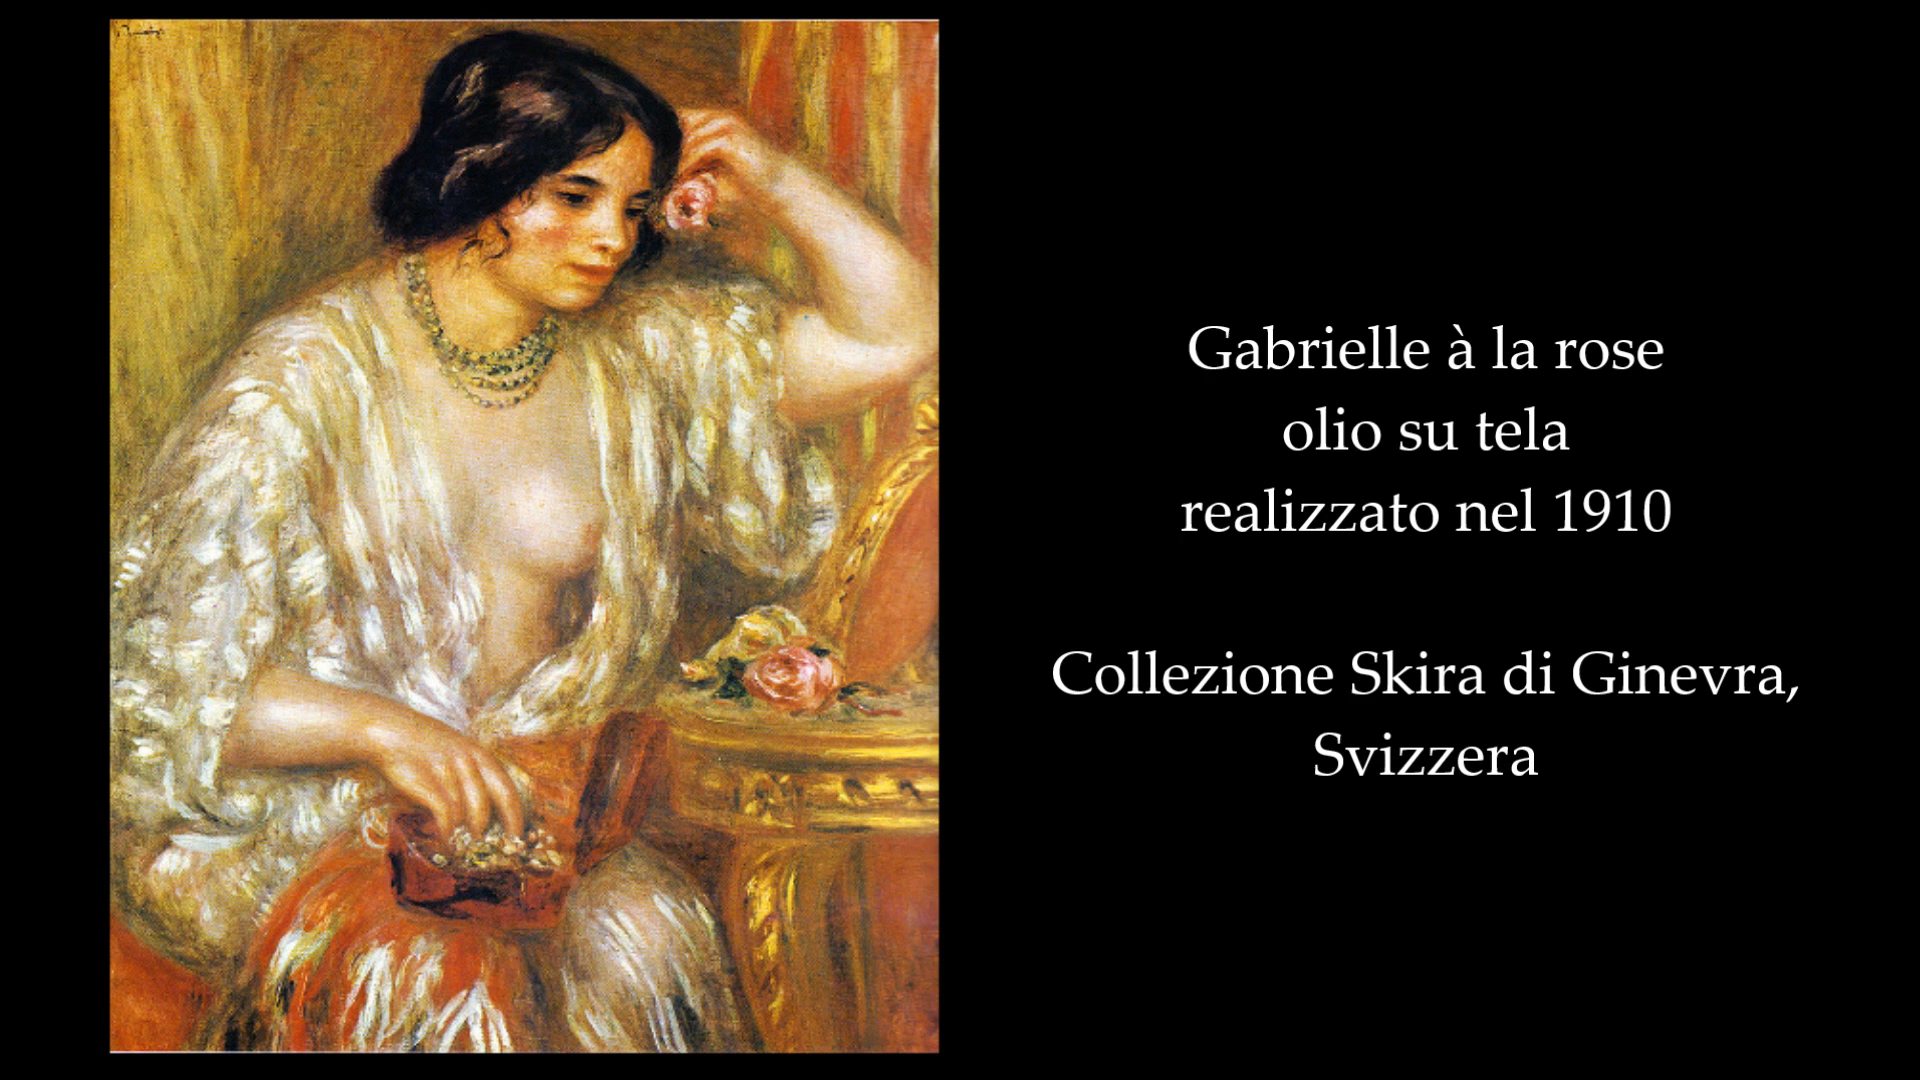 Gabrielle à la rose
olio su tela
realizzato nel 1910
Collezione Skira di Ginevra,
Svizzera